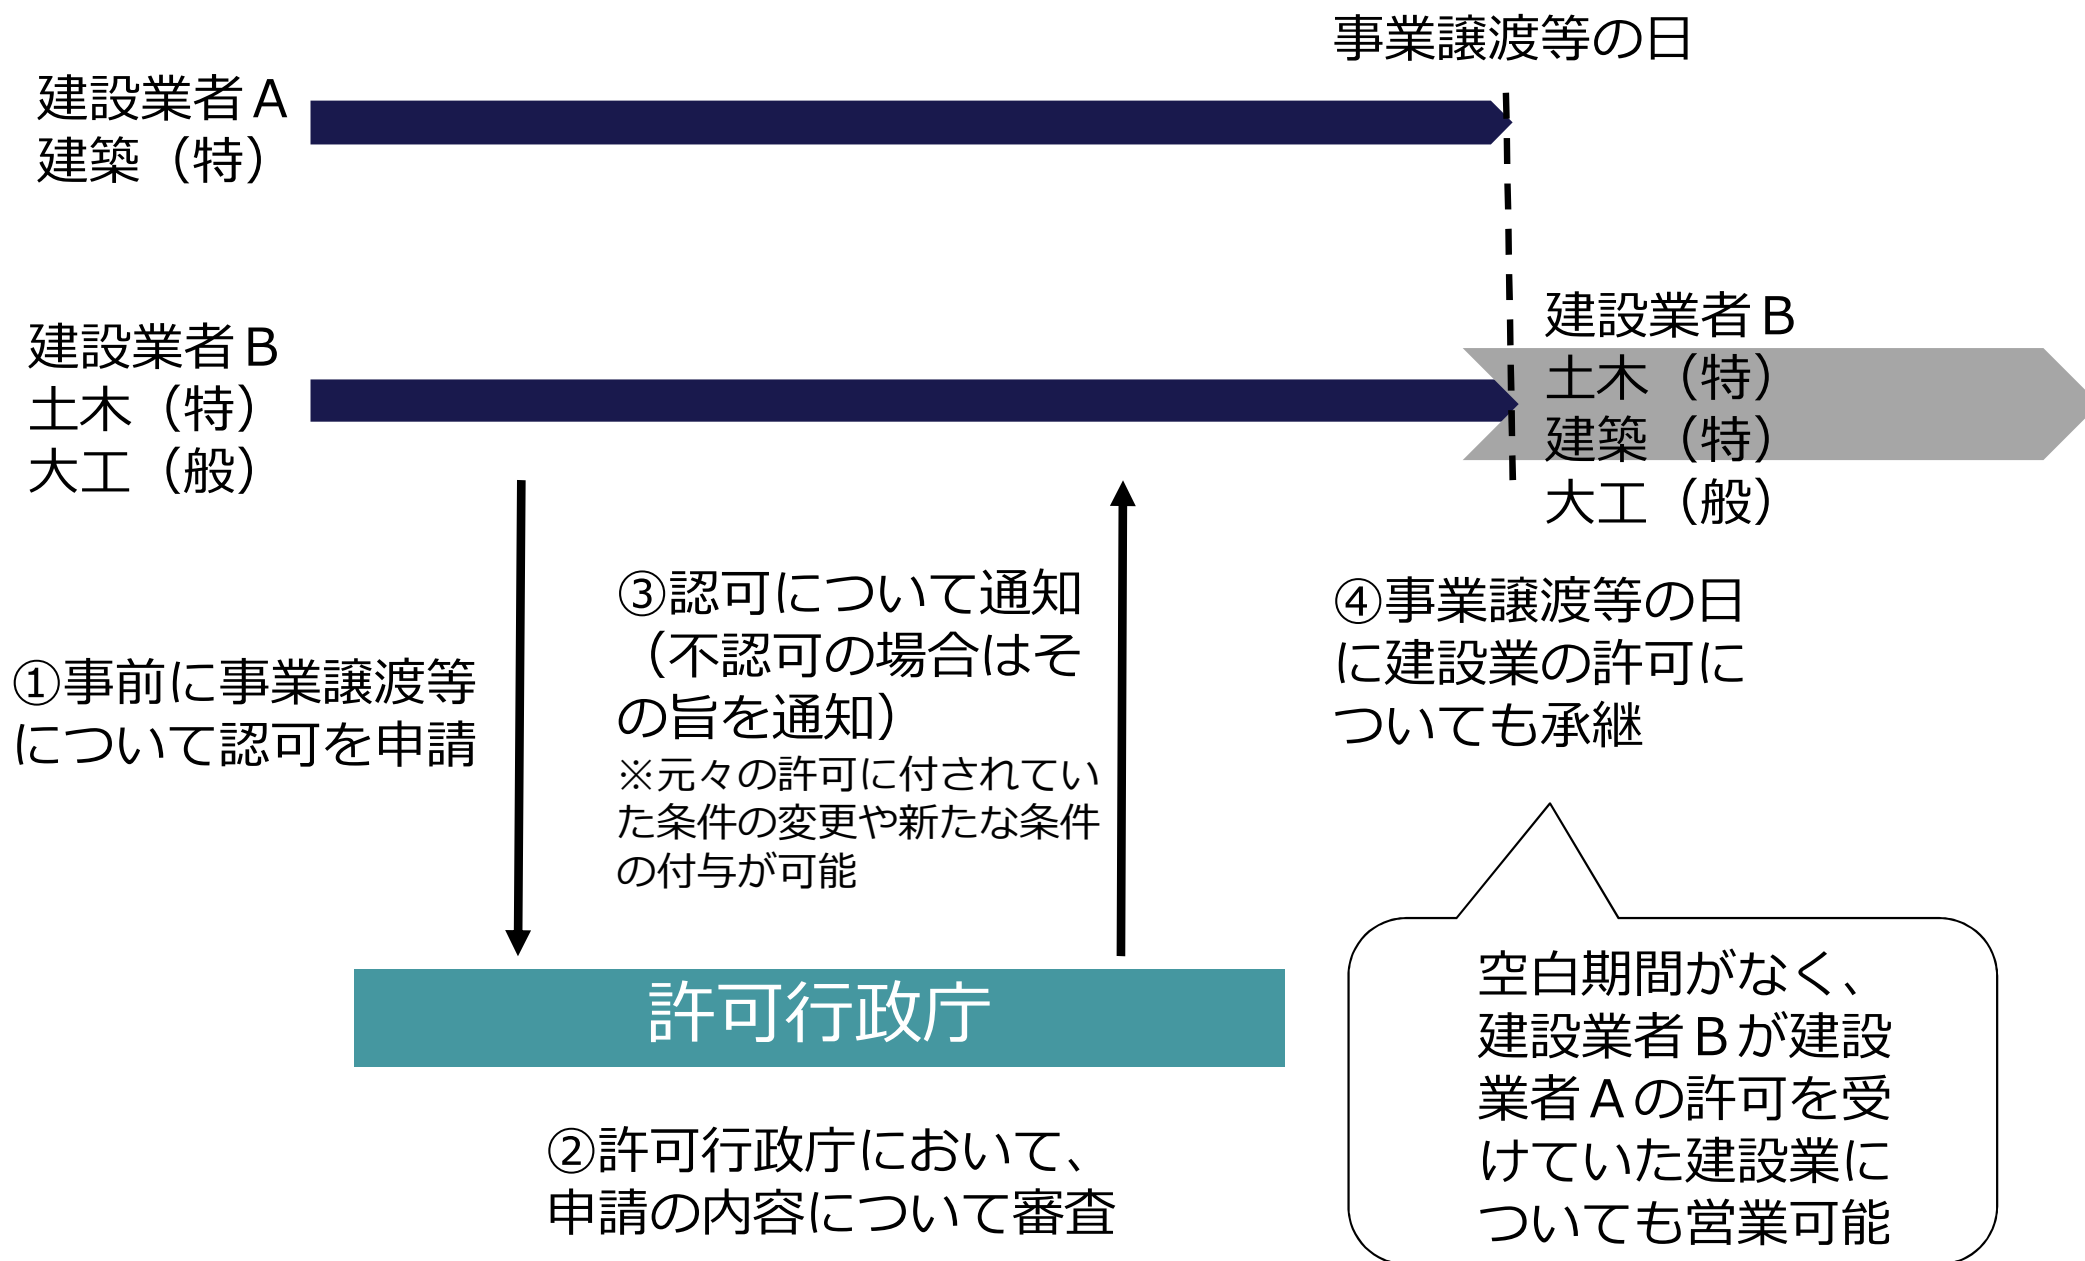 事業譲渡等の日
建設業者Ａ
建築（特）
建設業者Ｂ
土木（特）
大工（般）
建設業者Ｂ
土木（特）
建築（特）
大工（般）
①事前に事業譲渡等
について認可を申請
③認可について通知
（不認可の場合はそ
の旨を通知）
※元々の許可に付されてい
た条件の変更や新たな条件
の付与が可能
④事業譲渡等の日
に建設業の許可に
ついても承継
許可行政庁
②許可行政庁において、
申請の内容について審査
空白期間がなく、
建設業者Ｂが建設
業者Ａの許可を受
けていた建設業に
ついても営業可能